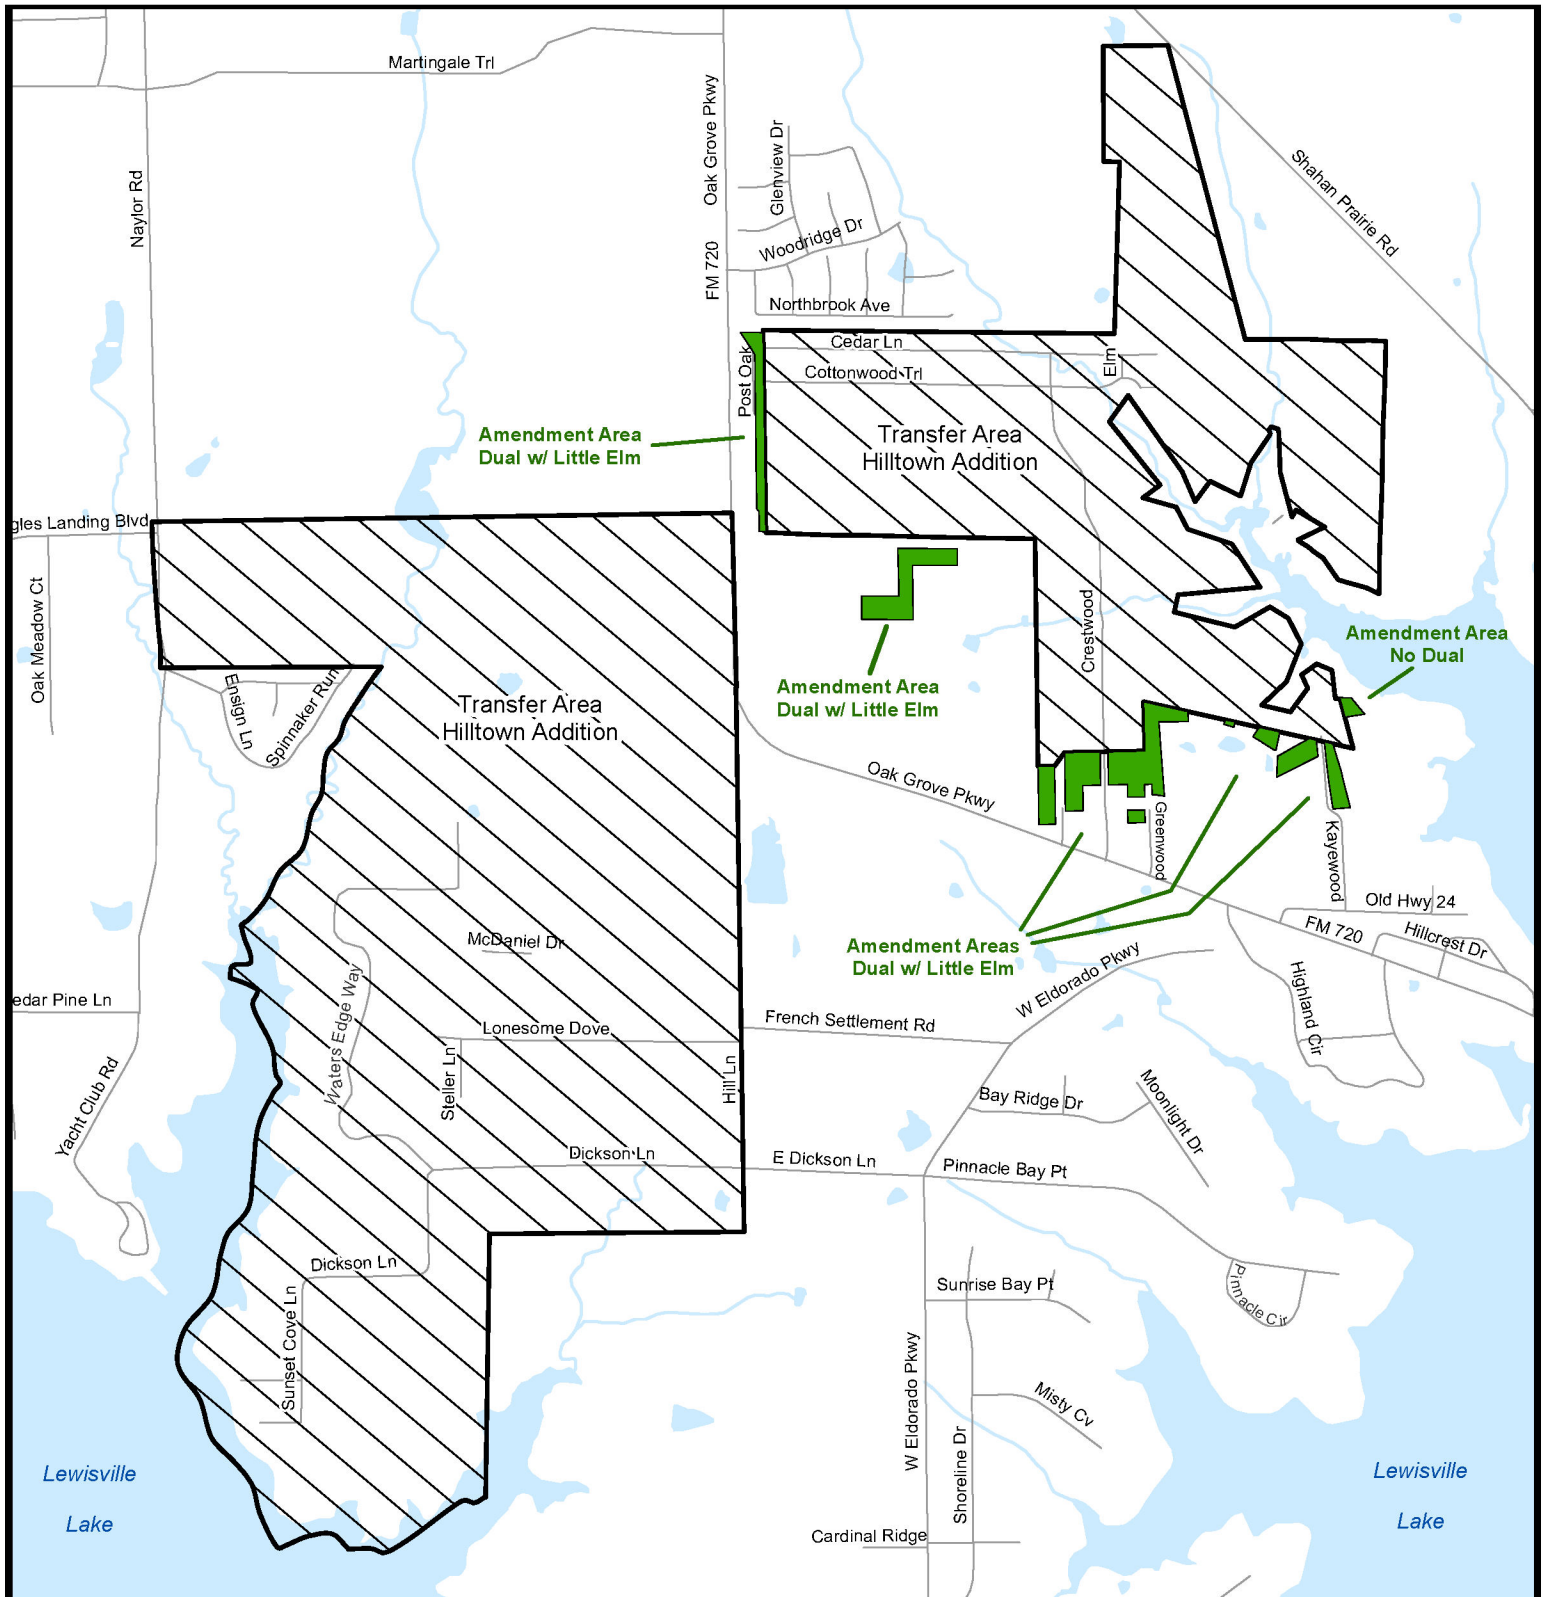 Martingale Trl
Oak Grove Pkwy
FM 720
Naylor Rd
Glenview Dr
Woodridge Dr
Northbrook Ave
Shahan Prairie Rd
Post Oak
Cedar Ln
Cottonwood Trl
Elm
Amendment Area
Dual w/ Little Elm
Transfer Area
Hilltown Addition
gles Landing Blvd
Oak Meadow Ct
Ensign Ln
Spinnaker Run
Crestwood
Amendment Area
No Dual
Amendment Area
Dual w/ Little Elm
Transfer Area
Hilltown Addition
Oak Grove Pkwy
Greenwood
Kayewood
Old Hwy 24
FM 720
Hillcrest Dr
Amendment Areas
Dual w/ Little Elm
McDaniel Dr
Waters Edge Way
edar Pine Ln
W Eldorado Pkwy
Highland Cir
French Settlement Rd
Lonesome Dove
Steller Ln
Hill Ln
Yacht Club Rd
Bay Ridge Dr
Moonlight Dr
Dickson Ln
E Dickson Ln
Pinnacle Bay Pt
Dickson Ln
Sunset Cove Ln
Sunrise Bay Pt
Pinnacle Cir
W Eldorado Pkwy
Shoreline Dr
Misty Cv
Lewisville
Lake
Lewisville
Lake
Cardinal Ridge